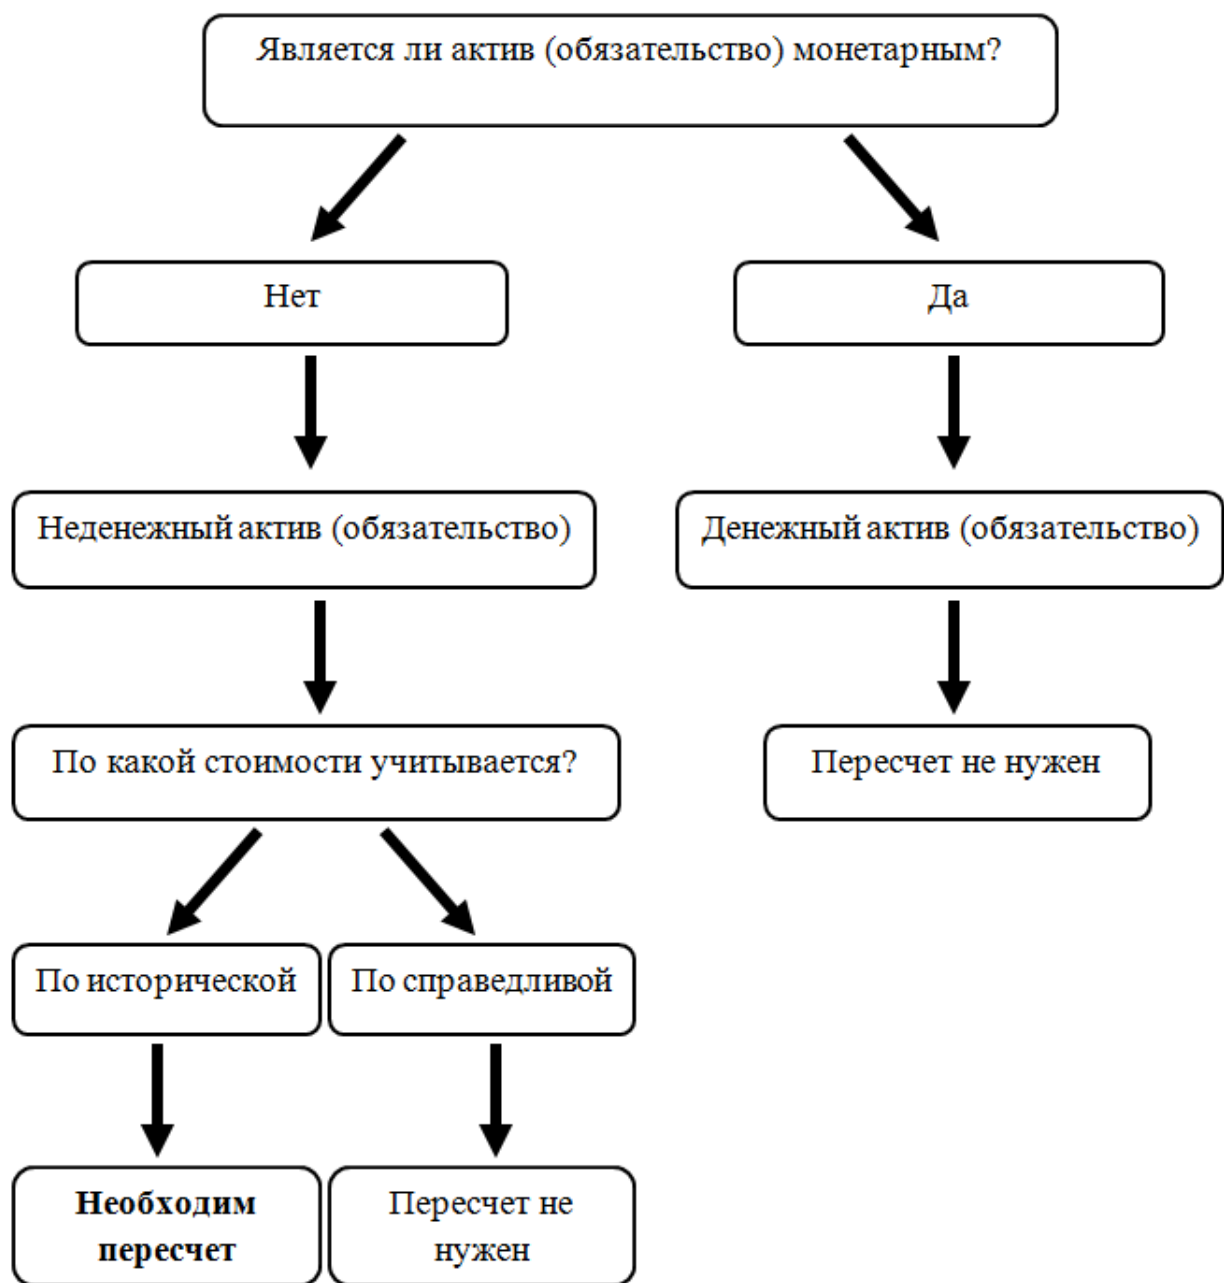 Является ли актив (обязательство) монетарным?
Нет
Да
Неденежный актив (обязательство)
Денежный актив (обязательство)
По какой стоимости учитывается?
Пересчет не нужен
По исторической
По справедливой
Необходим
пересчет
Пересчет не
нужен